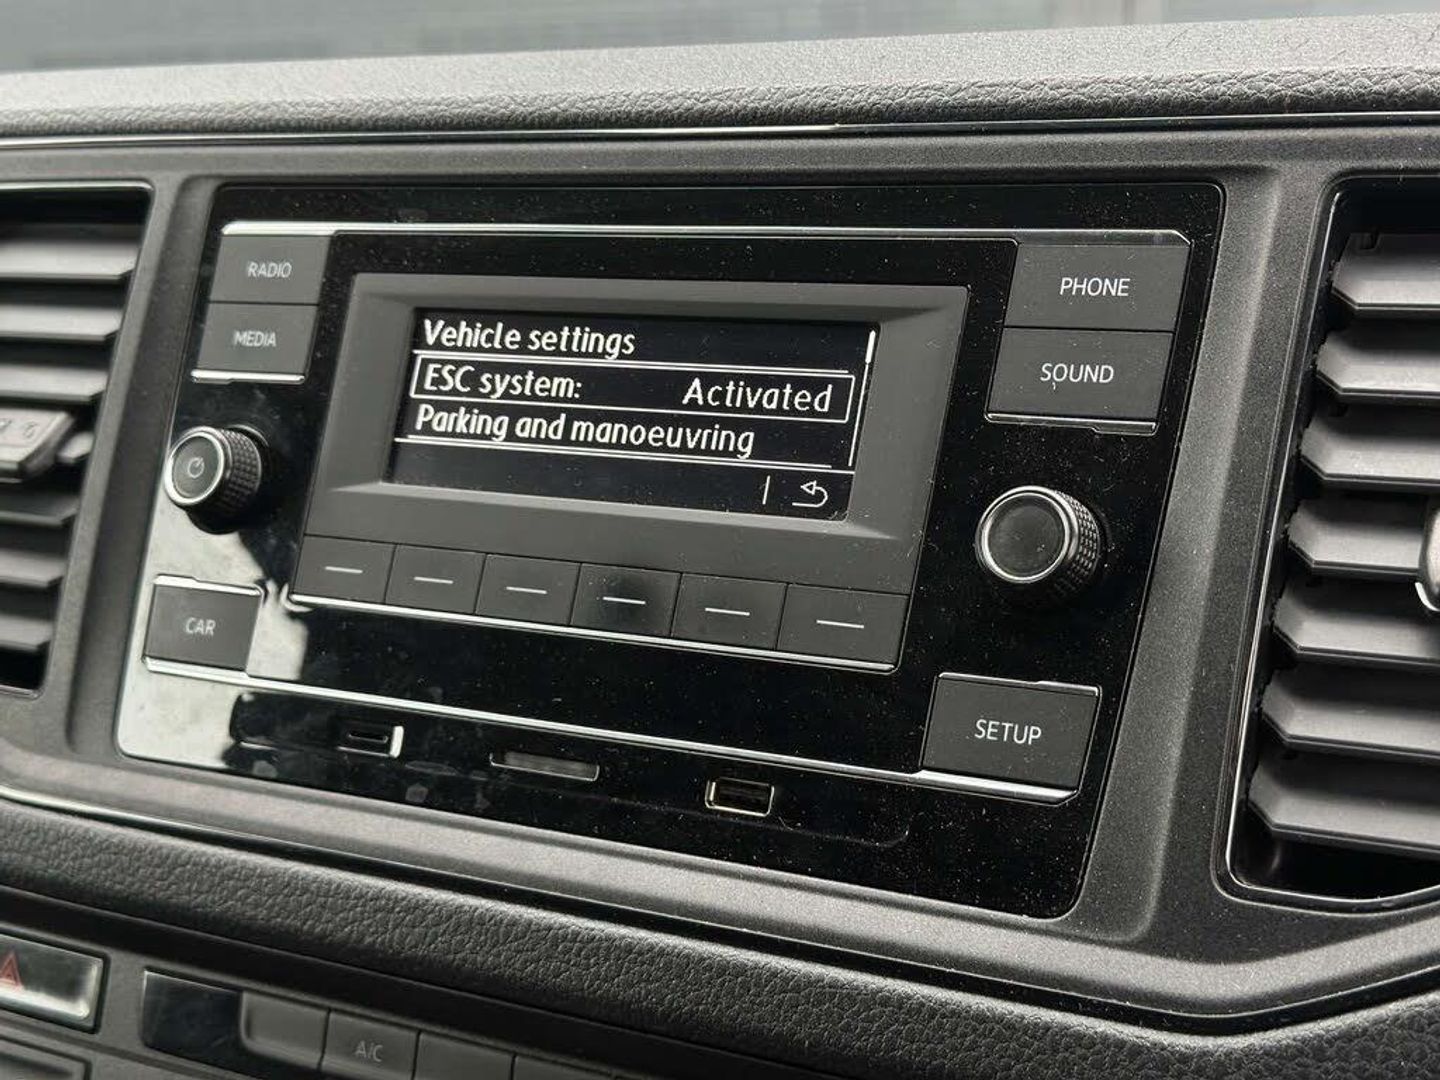 RADIO
MEDIA
Vehicle settings
ESC system: Activated
Parking and manoeuvring
PHONE
SOUND
CAR
SETUP
A/C